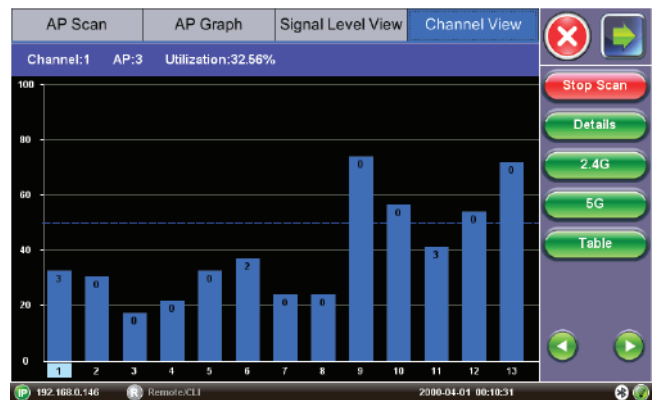 AP Scan AP Graph Signal Level View Channel View
Channel:1 AP:3 Utilization:32.56%
Stop Scan
Details
2.4G
5G
Table
100
80
60
40
20
0
3 0 0 0 0 2 0 0 0 0 3 0 0
1 2 3 4 5 6 7 8 9 10 11 12 13
IP 192.168.0.146 R Remote/CLI 2000-04-01 00:10:31